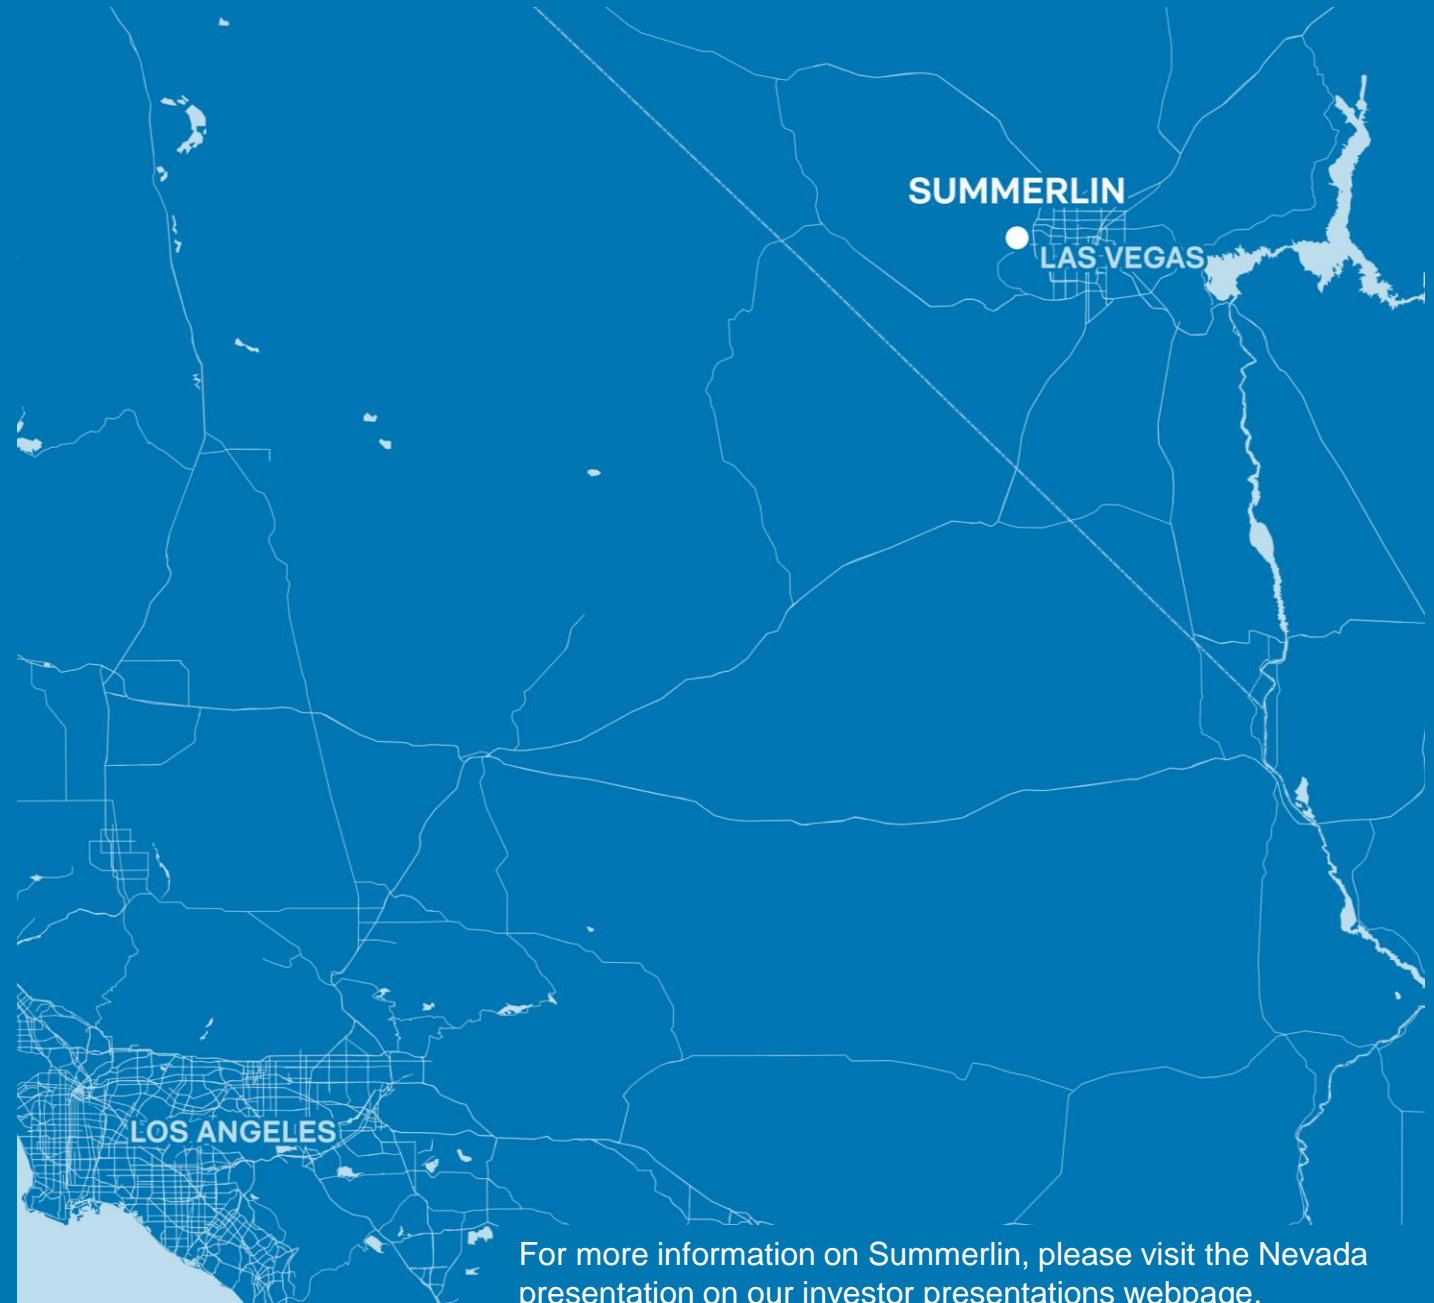 SUMMERLIN
LAS VEGAS
LOS ANGELES
For more information on Summerlin, please visit the Nevada
presentation on our investor presentations webpage.